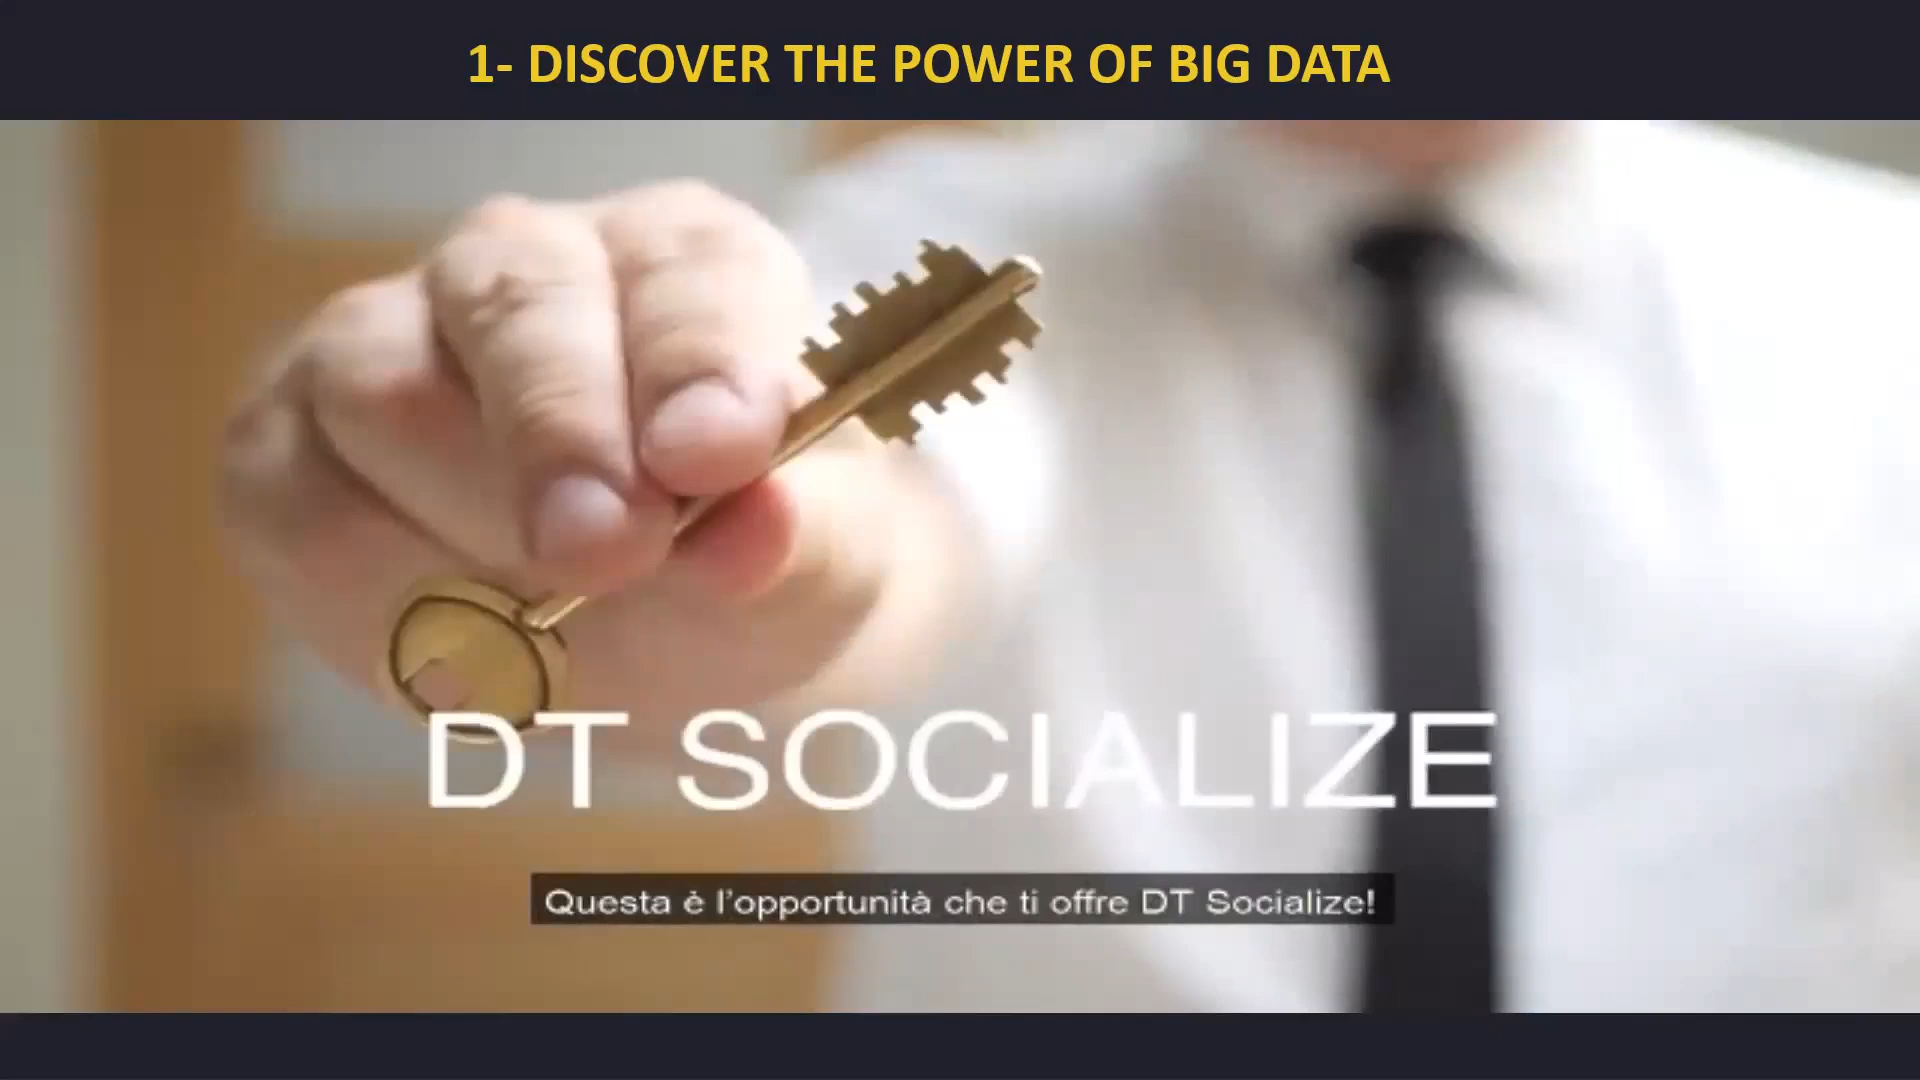 1- DISCOVER THE POWER OF BIG DATA
DT SOCIALIZE
Questa è l'opportunità che ti offre DT Socialize!